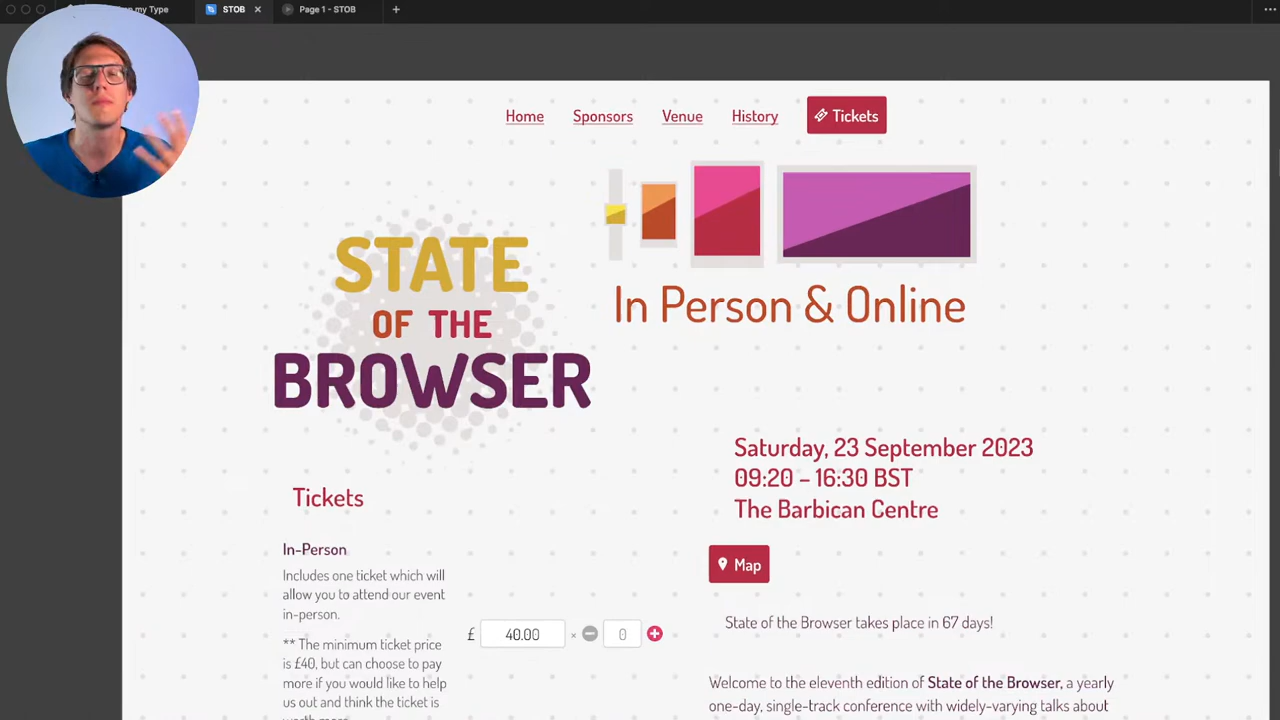 my Type
STOB
Page 1 - STOB
Home
Sponsors
Venue
History
Tickets
STATE
OF THE
BROWSER
In Person & Online
Saturday, 23 September 2023
09:20 – 16:30 BST
The Barbican Centre
Map
State of the Browser takes place in 67 days!
Welcome to the eleventh edition of State of the Browser, a yearly
one-day, single-track conference with widely-varying talks about
Tickets
In-Person
Includes one ticket which will
allow you to attend our event
in-person.
** The minimum ticket price
is £40, but can choose to pay
more if you would like to help
us out and think the ticket is
worth more.
£ 40.00 × 0